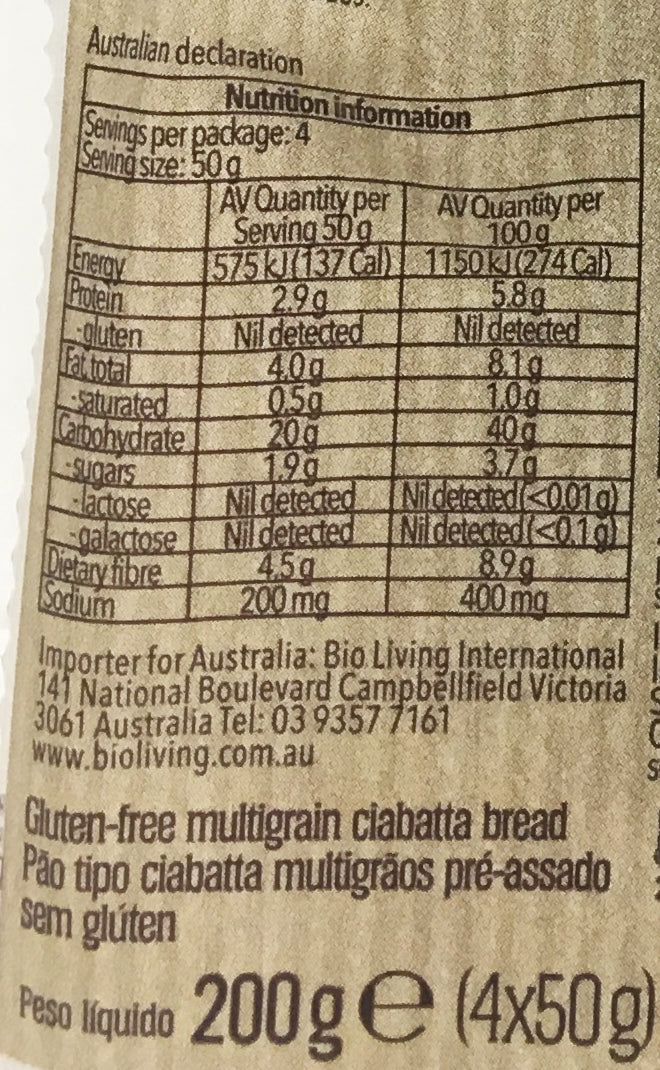 Australian declaration
Nutrition information
Servings per package: 4
Serving size: 50 g
AV Quantity per Serving 50 g AV Quantity per 100 g
Energy 575 kJ (137 Cal) 1150 kJ (274 Cal)
Protein 2.9 g 5.8 g
-gluten Nil detected Nil detected
Fat, total 4.0 g 8.1 g
-saturated 0.5 g 1.0 g
Carbohydrate 20 g 40 g
-sugars 1.9 g 3.7 g
-lactose Nil detected Nil detected (<0.01 g)
-galactose Nil detected Nil detected (<0.1 g)
Dietary fibre 4.5 g 8.9 g
Sodium 200 mg 400 mg
Importer for Australia: Bio Living International
141 National Boulevard Campbellfield Victoria
3061 Australia Tel: 03 9357 7161
www.bioliving.com.au
Gluten-free multigrain ciabatta bread
Pão tipo ciabatta multigrãos pré-assado
sem glúten
Peso líquido 200 g e (4x50 g)